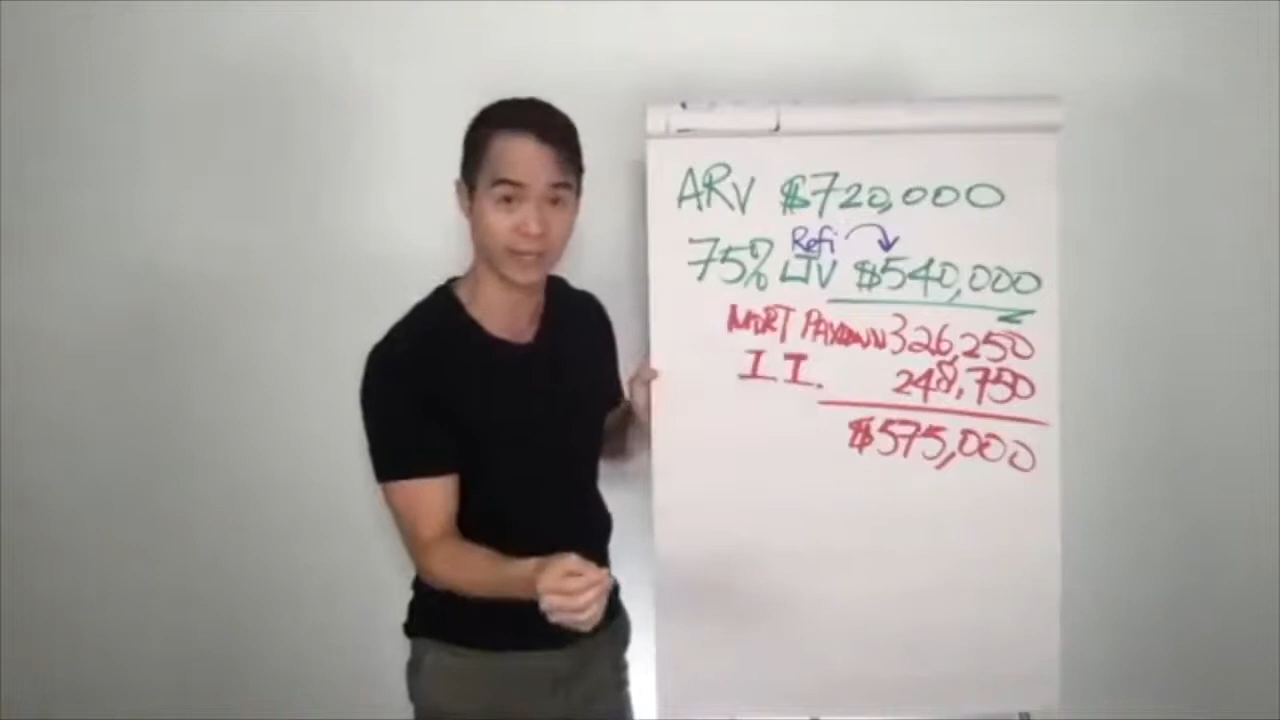 ARV $720,000
Refi
75% LTV $540,000
MORT PAYDOWN 326,250
I I. 248,750
$575,000